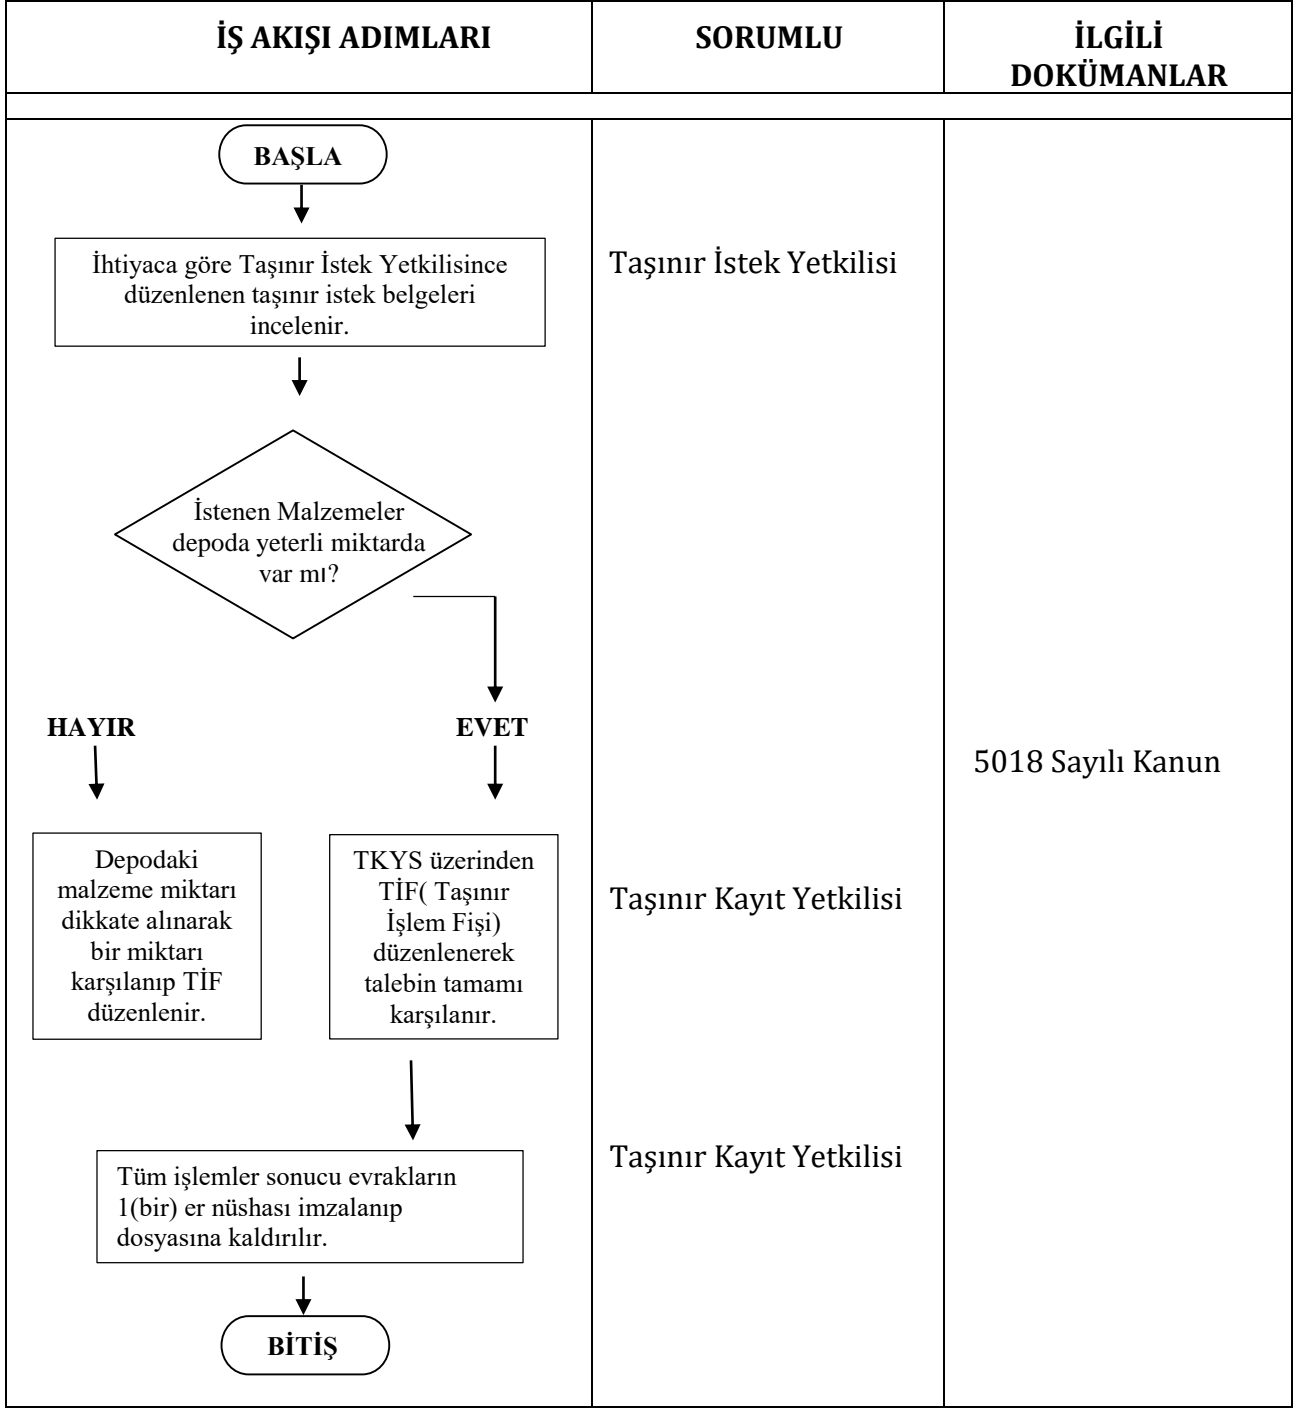 İŞ AKIŞI ADIMLARI
SORUMLU
İLGİLİ
DOKÜMANLAR
BAŞLA
İhtiyaca göre Taşınır İstek Yetkilisince
düzenlenen taşınır istek belgeleri
incelenir.
Taşınır İstek Yetkilisi
İstenen Malzemeler
depoda yeterli miktarda
var mı?
HAYIR
EVET
5018 Sayılı Kanun
Depodaki
malzeme miktarı
dikkate alınarak
bir miktarı
karşılanıp TİF
düzenlenir.
TKYS üzerinden
TİF( Taşınır
İşlem Fişi)
düzenlenerek
talebin tamamı
karşılanır.
Taşınır Kayıt Yetkilisi
Tüm işlemler sonucu evrakların
1(bir) er nüshası imzalanıp
dosyasına kaldırılır.
Taşınır Kayıt Yetkilisi
BİTİŞ